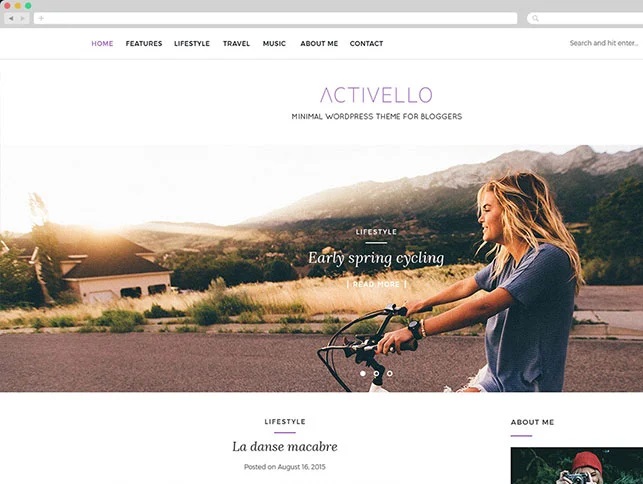 HOME FEATURES LIFESTYLE TRAVEL MUSIC ABOUT ME CONTACT Search and hit enter...
ACTIVELLO
MINIMAL WORDPRESS THEME FOR BLOGGERS
LIFESTYLE
Early spring cycling
[ READ MORE ]
LIFESTYLE
La danse macabre
Posted on August 16, 2015
ABOUT ME